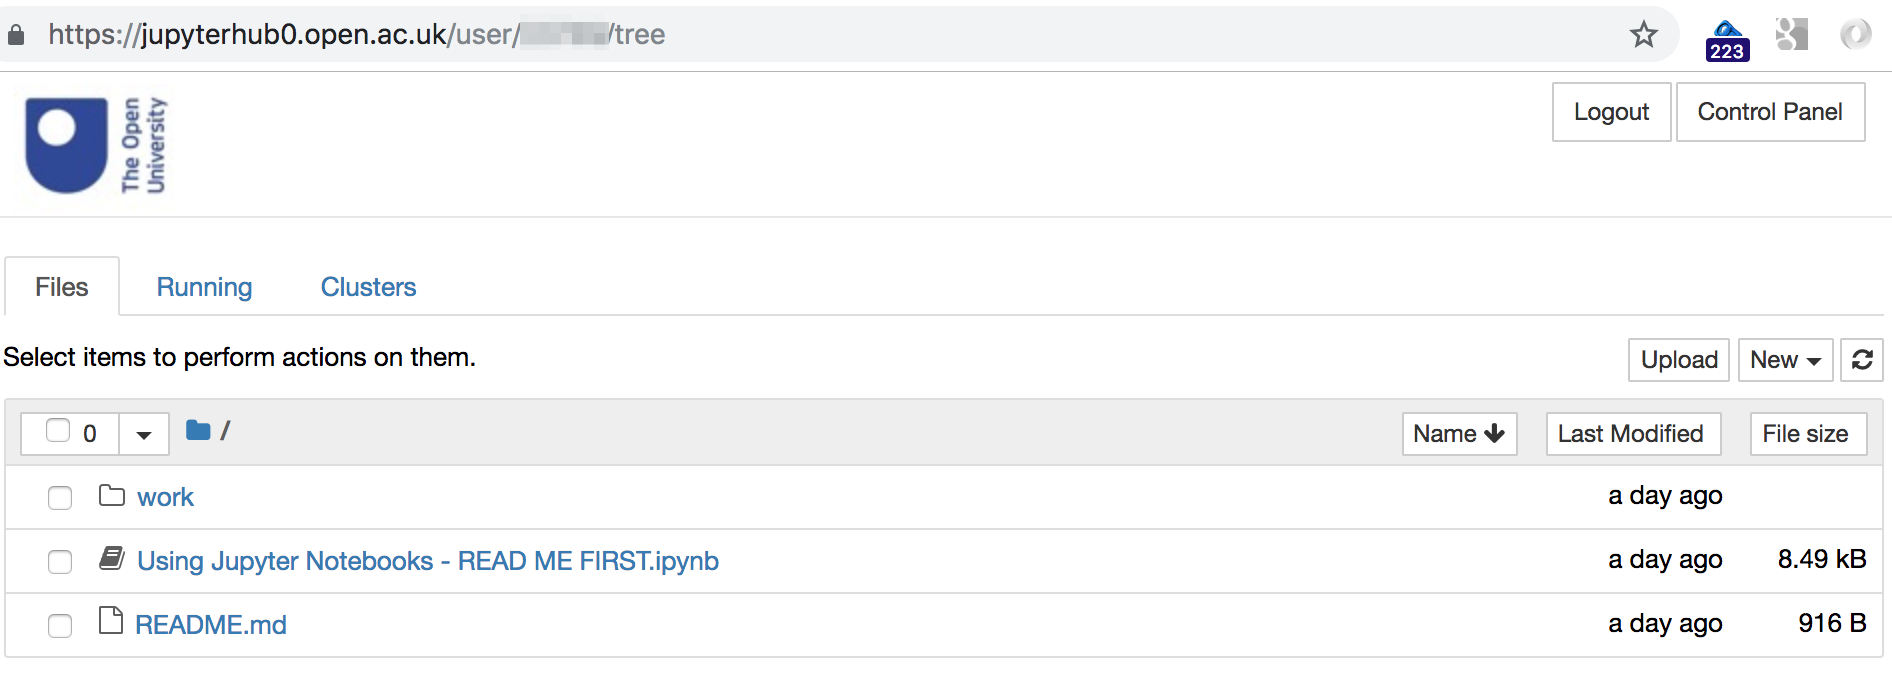 https://jupyterhub0.open.ac.uk/user/ /tree
223
The Open
University
Logout
Control Panel
Files
Running
Clusters
Select items to perform actions on them.
Upload
New
0
/
Name
Last Modified
File size
work
a day ago
Using Jupyter Notebooks - READ ME FIRST.ipynb
a day ago
8.49 kB
README.md
a day ago
916 B